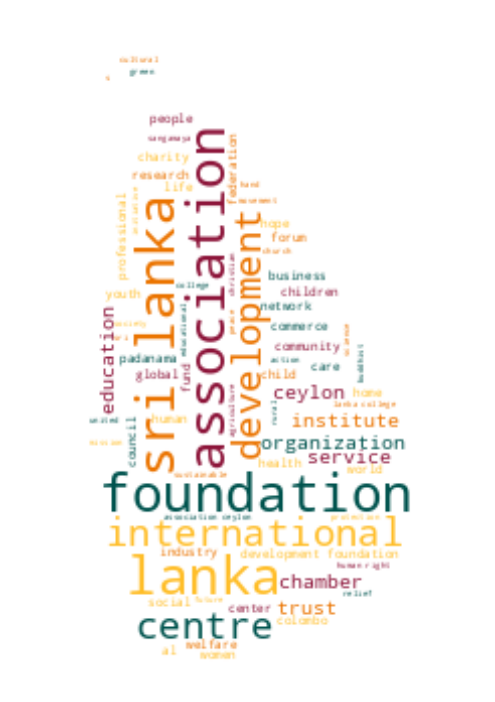 cultural
green
s
people
sangamaya
charity
research
life
federation
hand
movement
professional
sri lanka
association
development
hope
forum
church
christian
business
college
children
youth
network
educational
society
sri
peace
commerce
science
education
padanama
community
action
buddhist
global
fund
care
child
agriculture
ceylon
home
lanka college
united
council
human
rural
institute
organization
service
health
world
sustainable
foundation
association ceylon
international
industry
development foundation
human right
lanka
chamber
relief
social
future
center
trust
centre
colombo
welfare
al
women